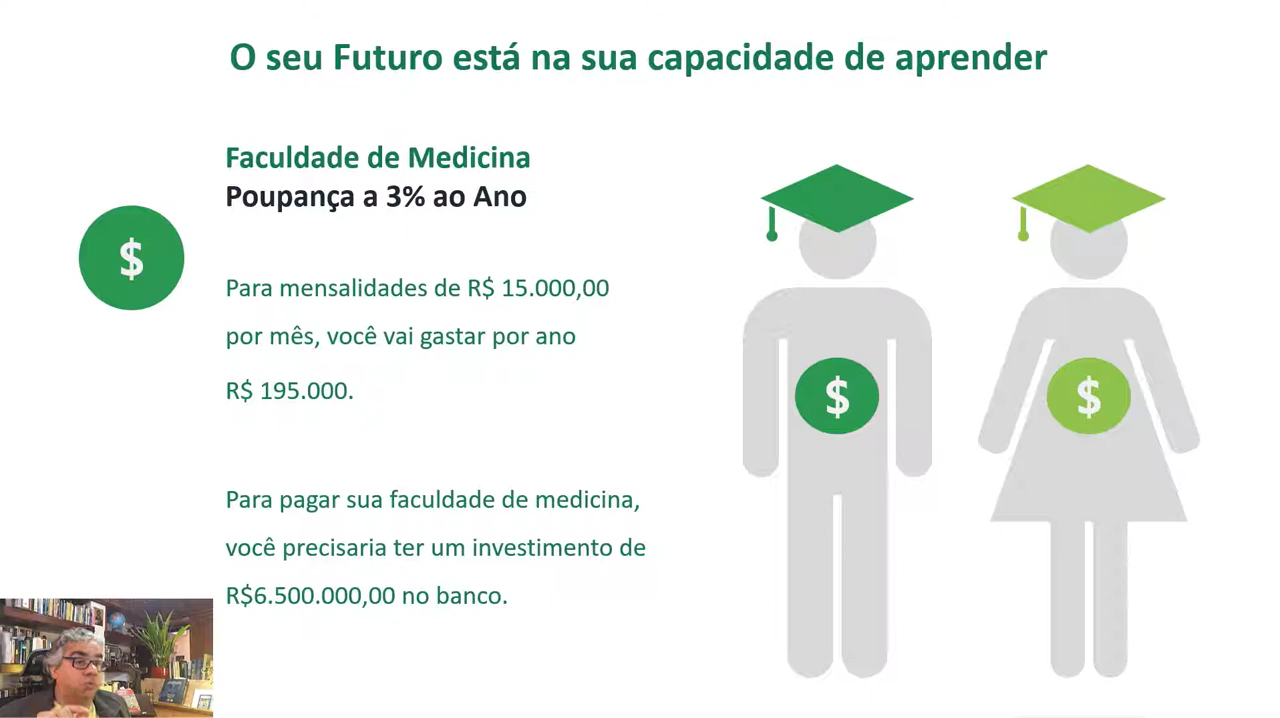 O seu Futuro está na sua capacidade de aprender
Faculdade de Medicina
Poupança a 3% ao Ano
$
Para mensalidades de R$ 15.000,00
por mês, você vai gastar por ano
R$ 195.000.
$
$
Para pagar sua faculdade de medicina,
você precisaria ter um investimento de
R$6.500.000,00 no banco.